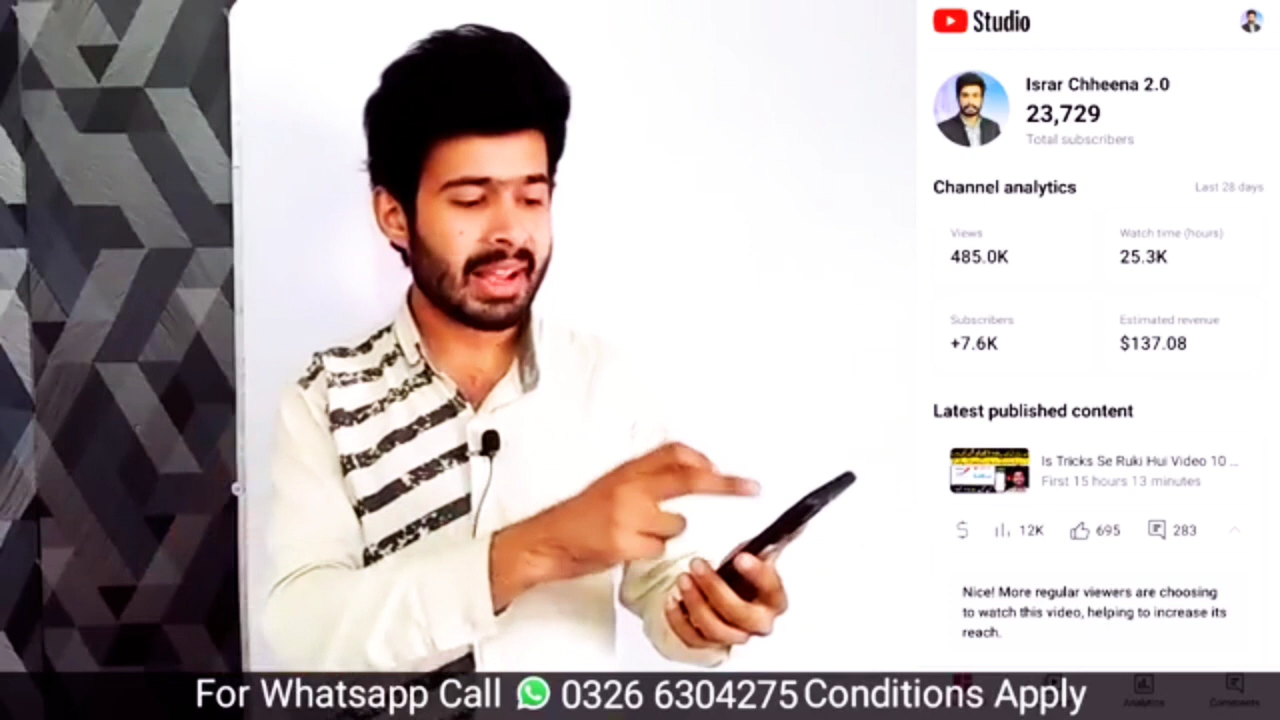 Studio
Israr Chheena 2.0
23,729
Total subscribers
Channel analytics
Last 28 days
Views
485.0K
Watch time (hours)
25.3K
Subscribers
+7.6K
Estimated revenue
$137.08
Latest published content
Is Tricks Se Ruki Hui Video 10 ...
First 15 hours 13 minutes
$
12K
695
283
Nice! More regular viewers are choosing
to watch this video, helping to increase its
reach.
Analytics
Comments
For Whatsapp Call 0326 6304275 Conditions Apply